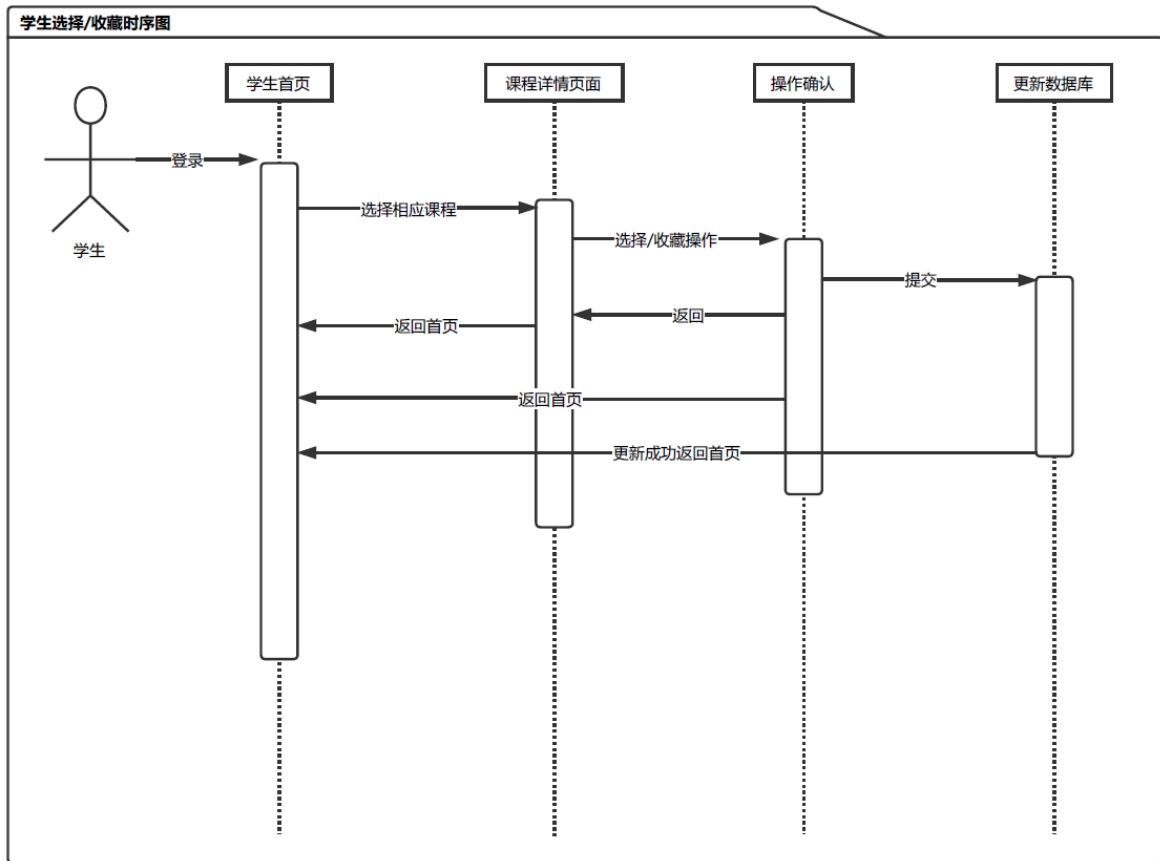 学生选择/收藏时序图
学生首页
课程详情页面
操作确认
更新数据库
登录
选择相应课程
选择/收藏操作
学生
提交
返回
返回首页
返回首页
更新成功返回首页